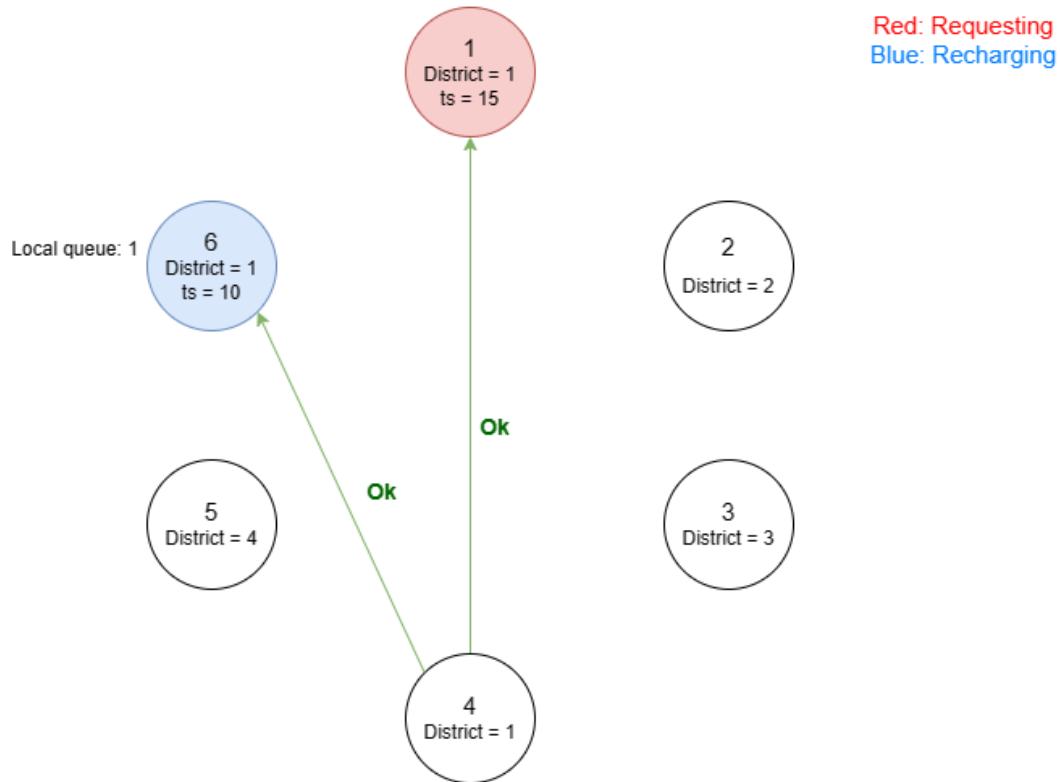 Red: Requesting
Blue: Recharging
1
District = 1
ts = 15
Local queue: 1
6
District = 1
ts = 10
2
District = 2
Ok
Ok
5
District = 4
3
District = 3
4
District = 1